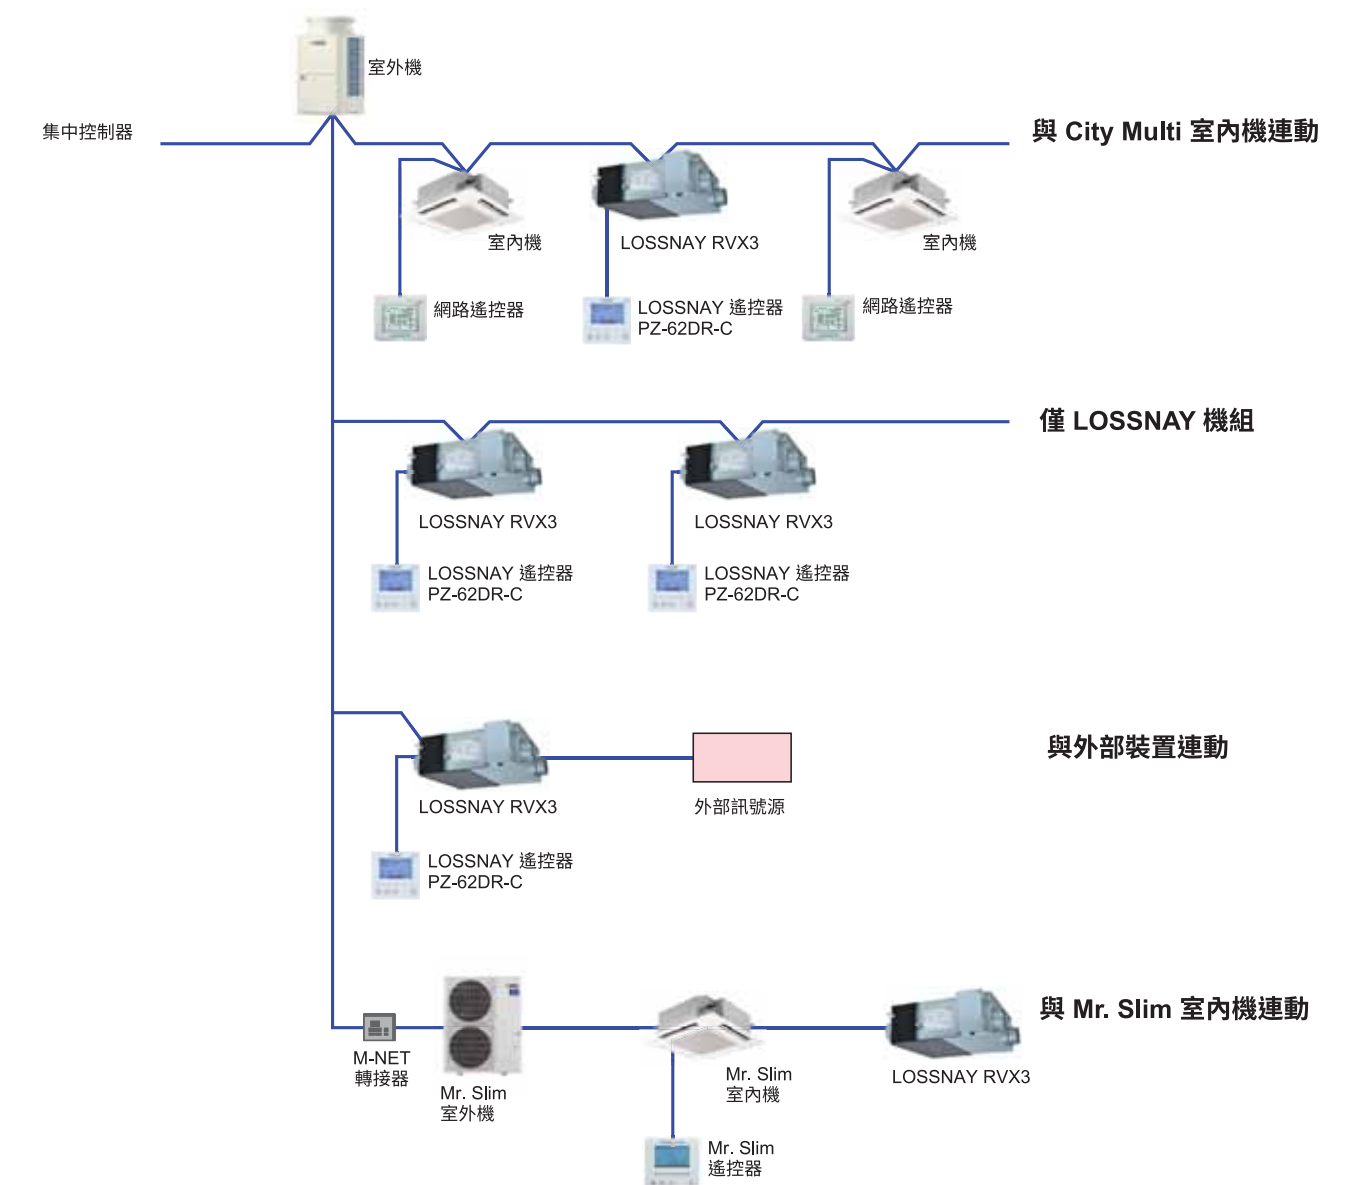 室外機
集中控制器
與 City Multi 室內機連動
室內機
LOSSNAY RVX3
室內機
網路遙控器
LOSSNAY 遙控器
PZ-62DR-C
網路遙控器
僅 LOSSNAY 機組
LOSSNAY RVX3
LOSSNAY RVX3
LOSSNAY 遙控器
PZ-62DR-C
LOSSNAY 遙控器
PZ-62DR-C
與外部裝置連動
LOSSNAY RVX3
外部訊號源
LOSSNAY 遙控器
PZ-62DR-C
與 Mr. Slim 室內機連動
M-NET
轉接器
Mr. Slim
室外機
Mr. Slim
室內機
LOSSNAY RVX3
Mr. Slim
遙控器